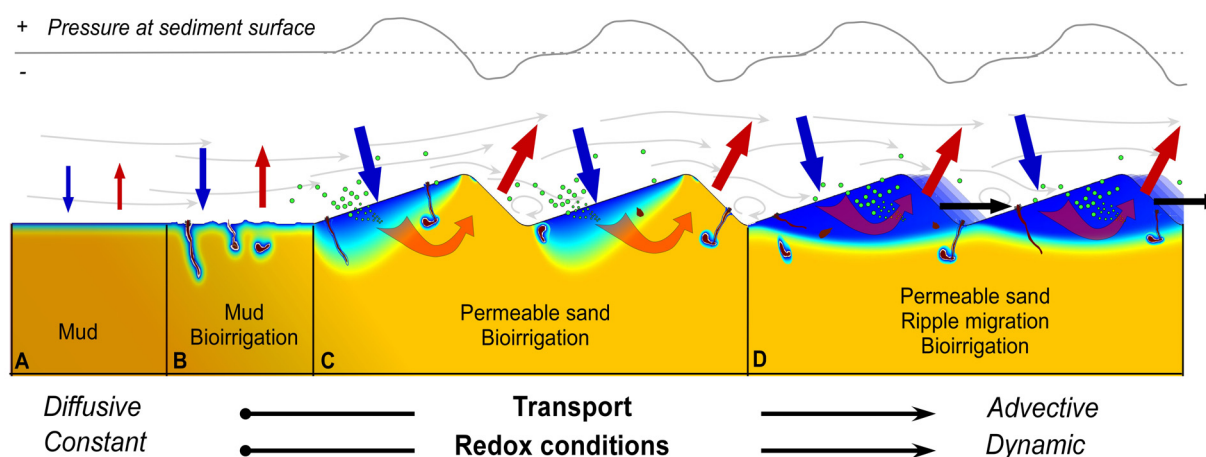 + Pressure at sediment surface
-
Mud
Mud
Bioirrigation
Permeable sand
Bioirrigation
Permeable sand
Ripple migration
Bioirrigation
A
B
C
D
Diffusive Transport Advective
Constant Redox conditions Dynamic